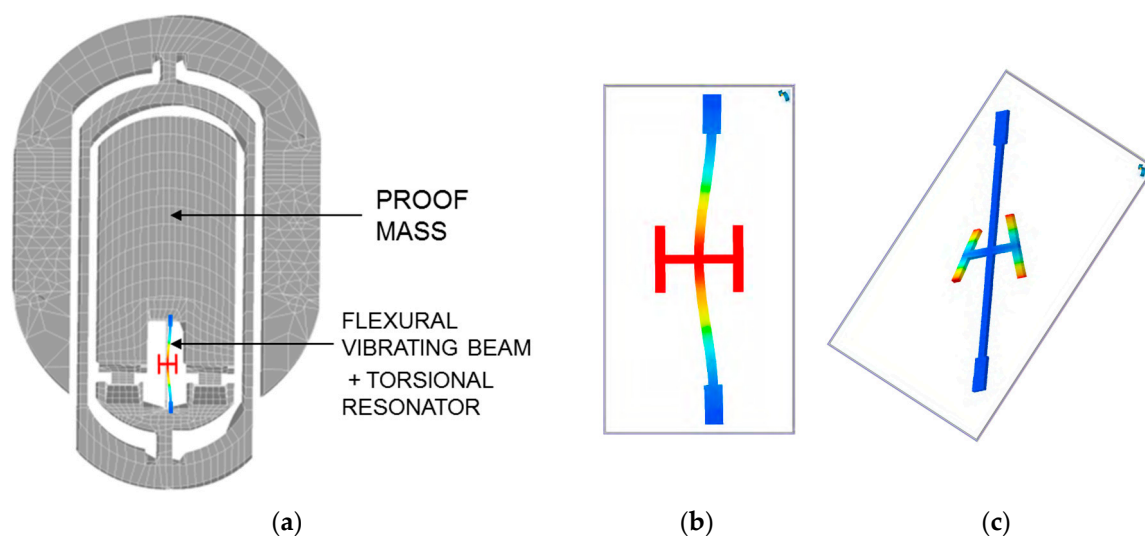 PROOF
MASS
FLEXURAL
VIBRATING BEAM
+ TORSIONAL
RESONATOR
(a)
(b)
(c)